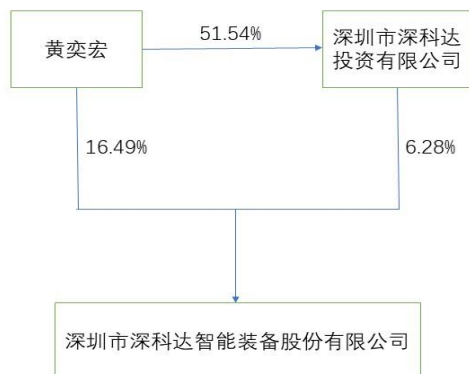 黄奕宏
51.54%
深圳市深科达
投资有限公司
16.49%
6.28%
深圳市深科达智能装备股份有限公司